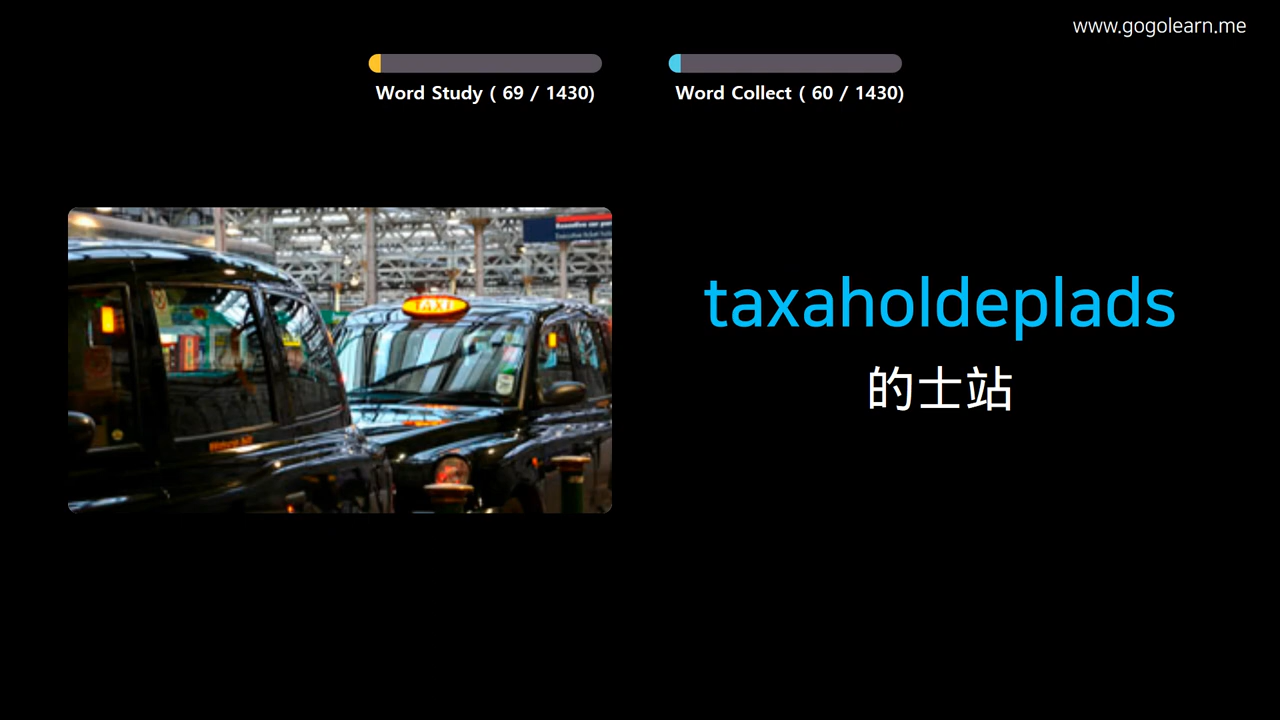 www.gogolearn.me
Word Study ( 69 / 1430)
Word Collect ( 60 / 1430)
TAXI
taxaholdeplads
的士站